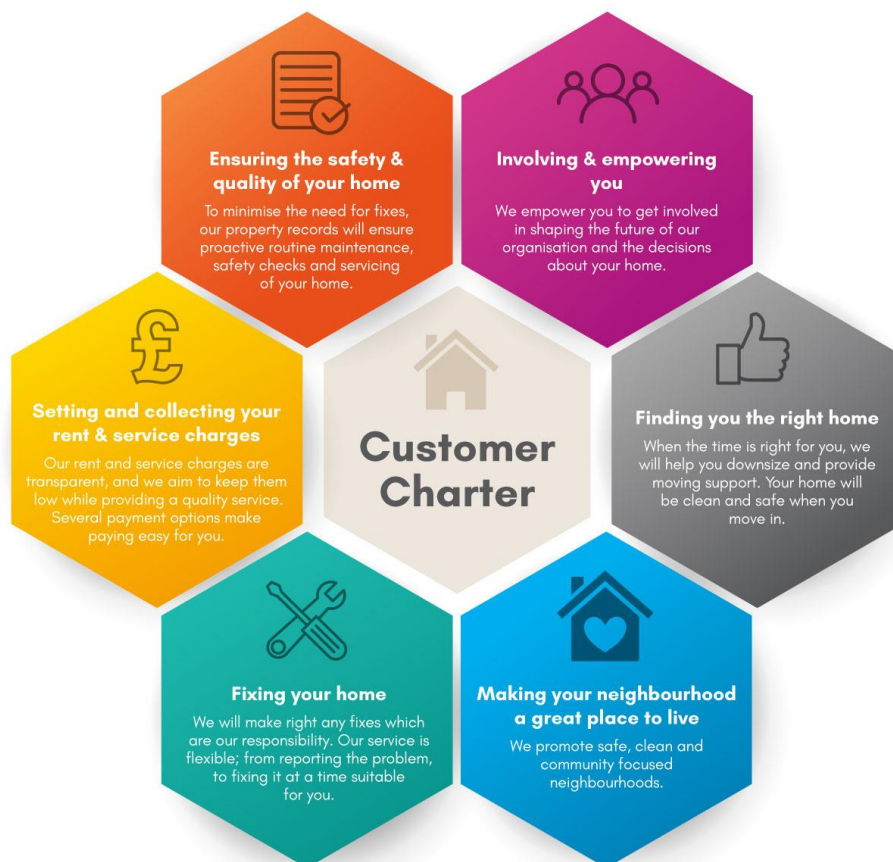 Ensuring the safety &
quality of your home
To minimise the need for fixes,
our property records will ensure
proactive routine maintenance,
safety checks and servicing
of your home.
Involving & empowering
you
We empower you to get involved
in shaping the future of our
organisation and the decisions
about your home.
£
Setting and collecting your
rent & service charges
Our rent and service charges are
transparent, and we aim to keep them
low while providing a quality service.
Several payment options make
paying easy for you.
Customer
Charter
Finding you the right home
When the time is right for you, we
will help you downsize and provide
moving support. Your home will
be clean and safe when you
move in.
Fixing your home
We will make right any fixes which
are our responsibility. Our service is
flexible; from reporting the problem,
to fixing it at a time suitable
for you.
Making your neighbourhood
a great place to live
We promote safe, clean and
community focused
neighbourhoods.